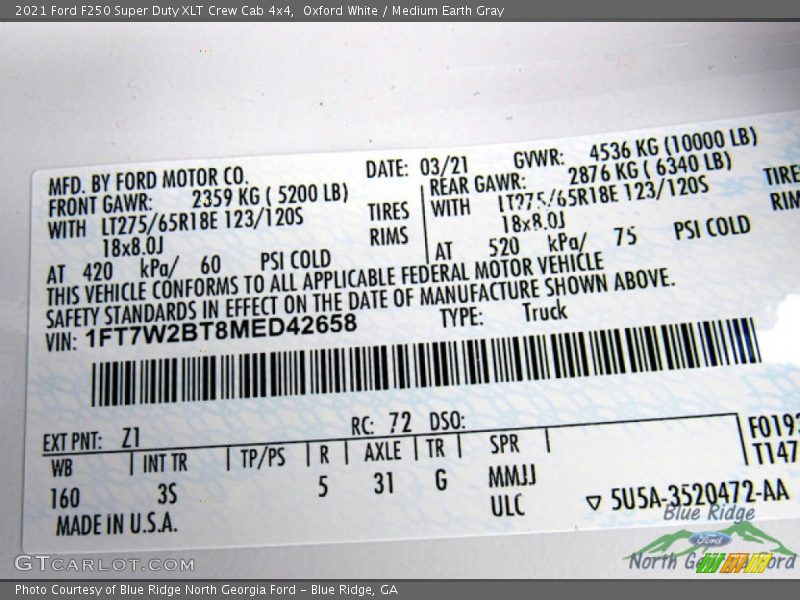 2021 Ford F250 Super Duty XLT Crew Cab 4x4,  Oxford White / Medium Earth Gray
MFD. BY FORD MOTOR CO. DATE: 03/21 GVWR: 4536 KG (10000 LB)
FRONT GAWR: 2359 KG ( 5200 LB) REAR GAWR: 2876 KG ( 6340 LB)
WITH LT275/65R18E 123/120S TIRES WITH LT275/65R18E 123/120S TIRES
18x8.0J RIMS 18x8.0J RIM
AT 420 kPa/ 60 PSI COLD AT 520 kPa/ 75 PSI COLD
THIS VEHICLE CONFORMS TO ALL APPLICABLE FEDERAL MOTOR VEHICLE
SAFETY STANDARDS IN EFFECT ON THE DATE OF MANUFACTURE SHOWN ABOVE.
VIN: 1FT7W2BT8MED42658 TYPE: Truck
EXT PNT: Z1 RC: 72 DSO: F0193
WB INT TR TP/PS R AXLE TR SPR T147
160 3S 5 31 G MMJJ
ULC ▽ 5U5A-3520472-AA
MADE IN U.S.A.
Blue Ridge
Ford
North Georgia Ford
GTcarlot.com
Photo Courtesy of Blue Ridge North Georgia Ford – Blue Ridge, GA